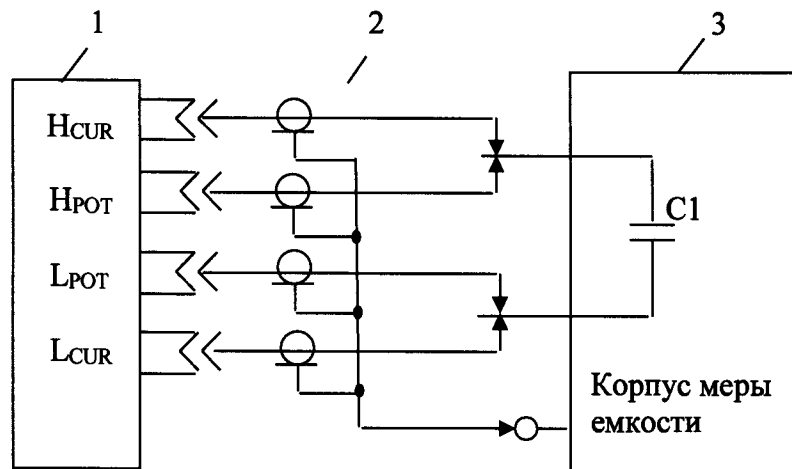 1
2
3
HCUR
HPOT
LPOT
LCUR
C1
Корпус меры
емкости